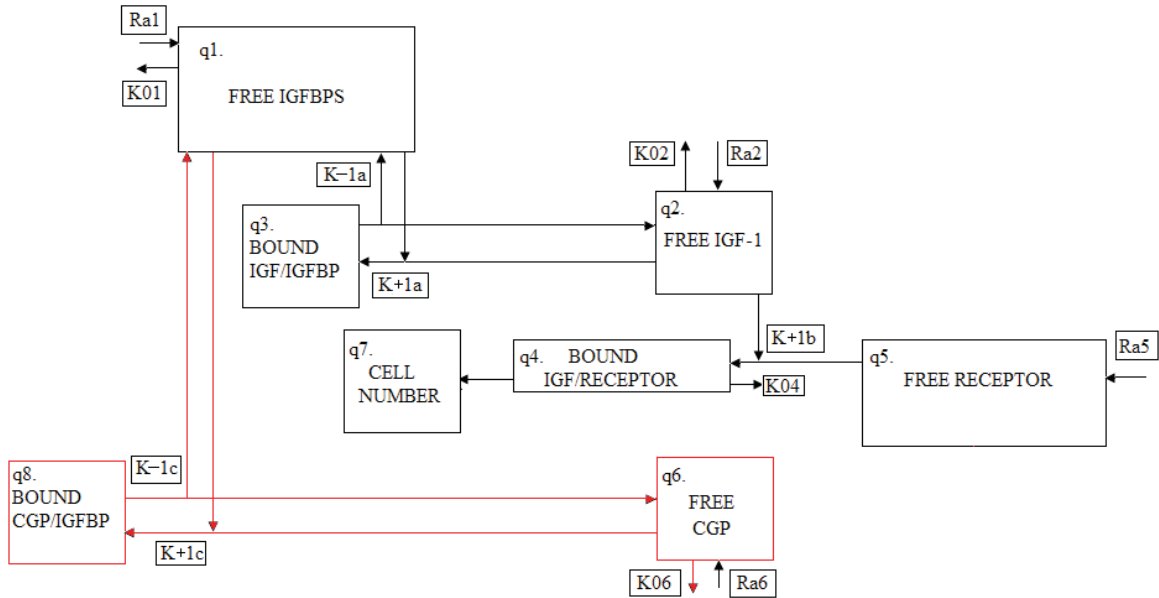 Ra1
q1.
FREE IGFBPS
K01
K−1a
K02
Ra2
q3.
BOUND
IGF/IGFBP
q2.
FREE IGF-1
K+1a
K+1b
q7.
CELL
NUMBER
q4. BOUND
IGF/RECEPTOR
K04
q5.
FREE RECEPTOR
Ra5
q8.
BOUND
CGP/IGFBP
K−1c
q6.
FREE
CGP
K+1c
K06
Ra6